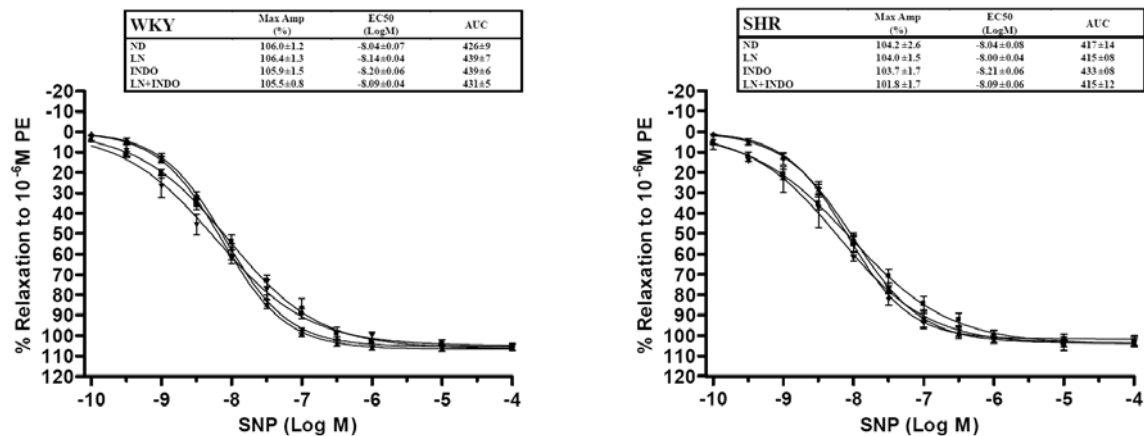 WKY Max Amp (%) EC50 (LogM) AUC
ND 106.0±1.2 -8.04±0.07 426±9
LN 106.4±1.3 -8.14±0.04 439±7
INDO 105.9±1.5 -8.20±0.06 439±6
LN+INDO 105.5±0.8 -8.09±0.04 431±5
% Relaxation to 10⁻⁶M PE
-20
0
10
20
30
40
50
60
70
80
90
100
110
120
-10 -9 -8 -7 -6 -5 -4
SNP (Log M)
SHR Max Amp (%) EC50 (LogM) AUC
ND 104.2 ±2.6 -8.04±0.08 417±14
LN 104.0±1.5 -8.00±0.04 415±08
INDO 103.7±1.7 -8.21±0.06 433±08
LN+INDO 101.8±1.7 -8.09±0.06 415±12
% Relaxation to 10⁻⁶M PE
-20
0
10
20
30
40
50
60
70
80
90
100
110
120
-10 -9 -8 -7 -6 -5 -4
SNP (Log M)